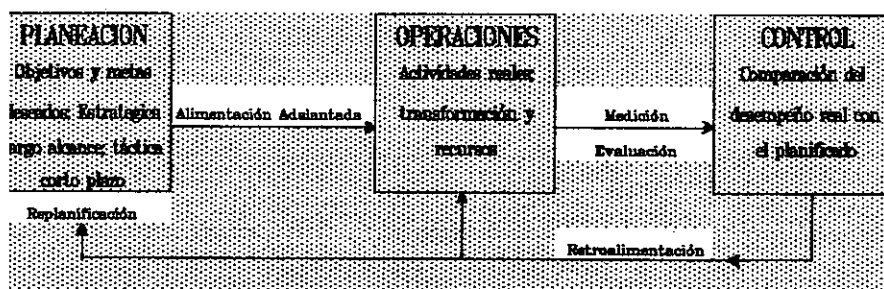 PLANEACION
Objetivos y metas
deseados; Estrategica
largo alcance; táctica
corto plazo
Alimentación Adelantada
OPERACIONES
Actividades reales;
transformación y
recursos
Medición
Evaluación
CONTROL
Comparación del
desempeño real con
el planificado
Replanificación
Retroalimentación